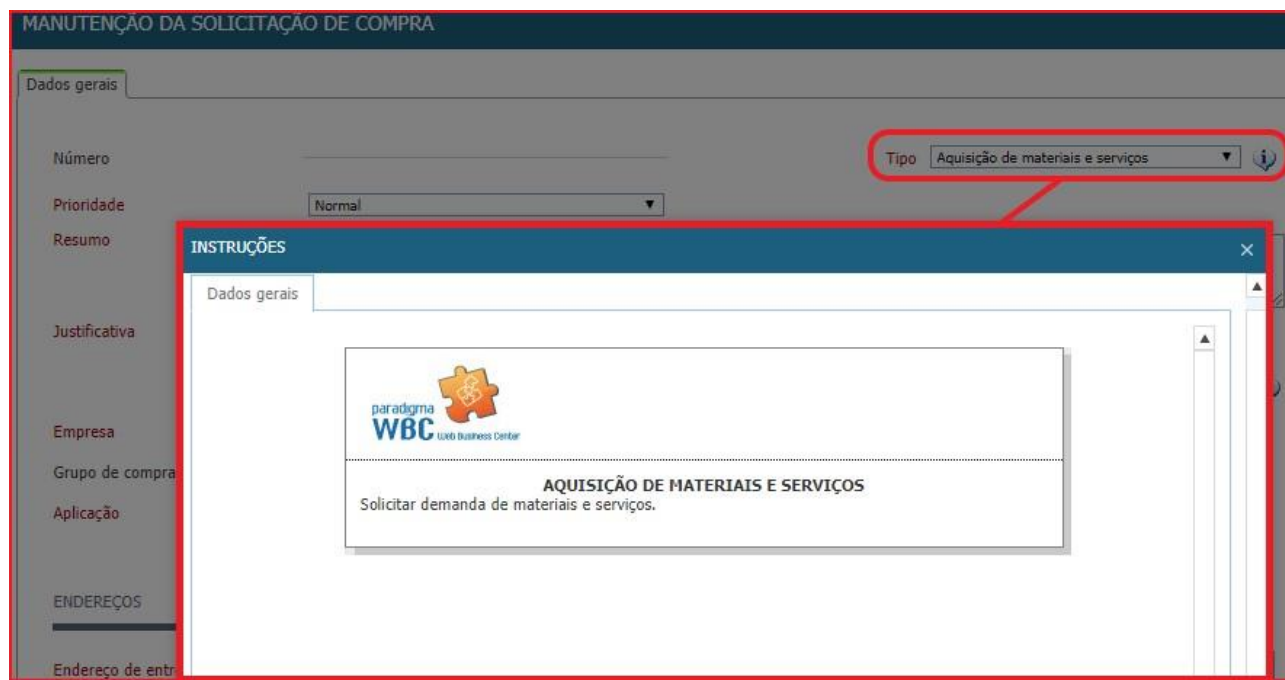 MANUTENÇÃO DA SOLICITAÇÃO DE COMPRA
Dados gerais
Número
Tipo Aquisição de materiais e serviços
Prioridade Normal
Resumo
INSTRUÇÕES
Dados gerais
Justificativa
paradigma
WBC Web Business Center
Empresa
Grupo de compra
AQUISIÇÃO DE MATERIAIS E SERVIÇOS
Solicitar demanda de materiais e serviços.
Aplicação
ENDEREÇOS
Endereço de entr